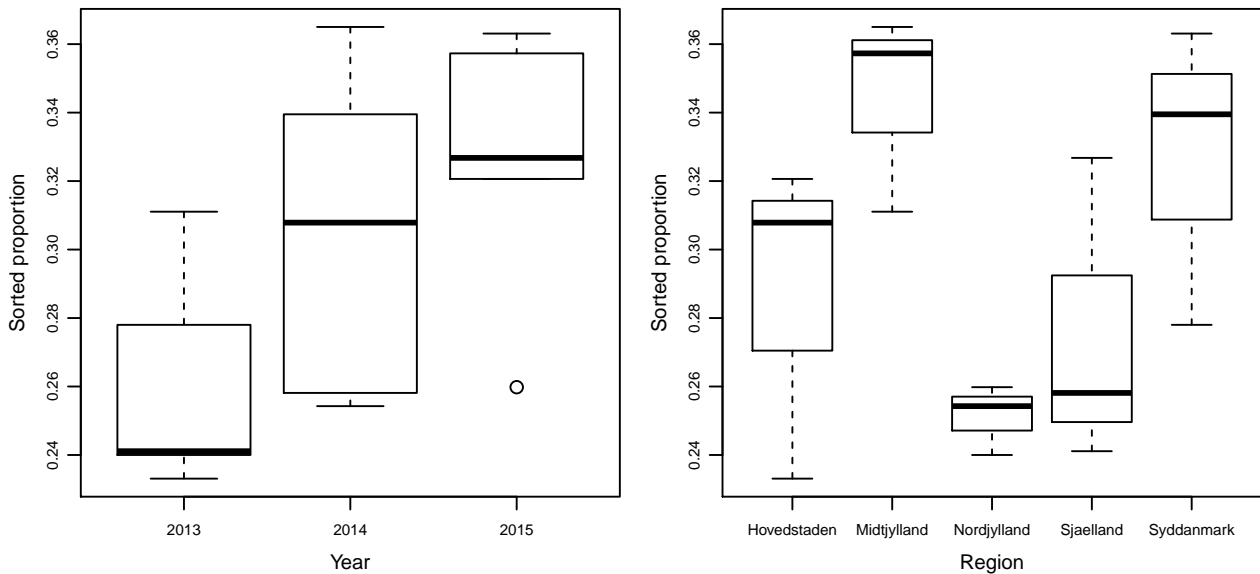 Sorted proportion
0.36
0.34
0.32
0.30
0.28
0.26
0.24
2013 2014 2015
Year
Sorted proportion
0.36
0.34
0.32
0.30
0.28
0.26
0.24
Hovedstaden Midtjylland Nordjylland Sjaelland Syddanmark
Region